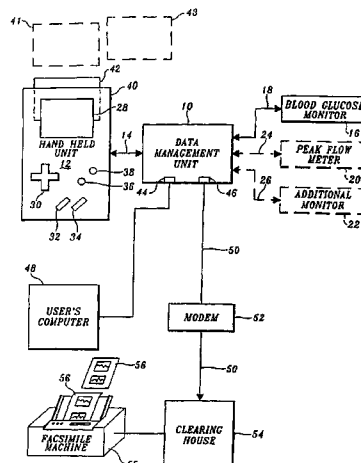 41
43
42
40
28
HAND HELD
UNIT 12
14
38
36
30
32
34
10
DATA
MANAGEMENT
UNIT
44
46
18
BLOOD GLUCOSE
MONITOR
16
24
PEAK FLOW
METER
20
26
ADDITIONAL
MONITOR
22
48
USER'S
COMPUTER
50
MODEM
52
50
56
56
FACSIMILE
MACHINE
CLEARING
HOUSE
54